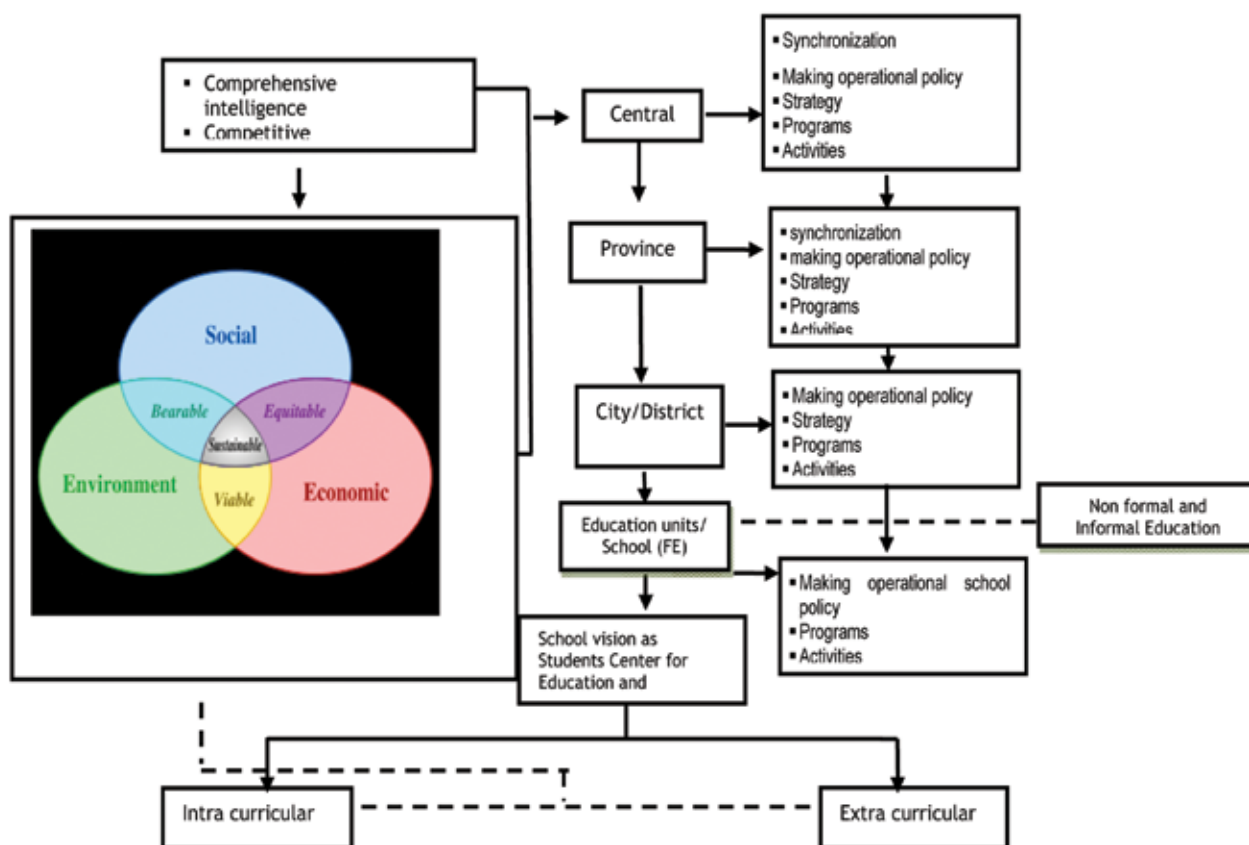 Comprehensive
intelligence
Competitive
Central
Synchronization
Making operational policy
Strategy
Programs
Activities
Province
synchronization
making operational policy
Strategy
Programs
Activities
Social
Bearable
Equitable
Sustainable
Environment
Economic
Viable
City/District
Making operational policy
Strategy
Programs
Activities
Education units/
School (FE)
Non formal and
Informal Education
Making operational school
policy
Programs
Activities
School vision as
Students Center for
Education and
Intra curricular
Extra curricular